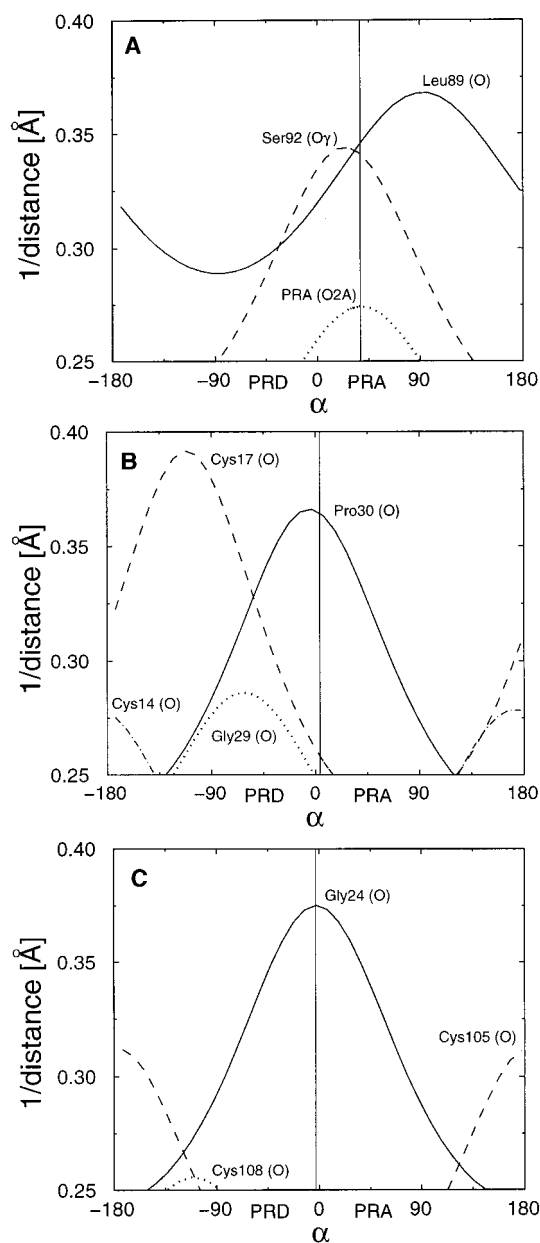 A
0.40
Leu89 (O)
0.35
Ser92 (Oγ)
1/distance [Å]
0.30
PRA (O2A)
0.25
−180 −90 PRD 0 PRA 90 180
α
B
0.40
Cys17 (O)
Pro30 (O)
0.35
1/distance [Å]
0.30
Cys14 (O)
Gly29 (O)
0.25
−180 −90 PRD 0 PRA 90 180
α
0.40
C
Gly24 (O)
0.35
1/distance [Å]
Cys105 (O)
0.30
Cys108 (O)
0.25
−180 −90 PRD 0 PRA 90 180
α